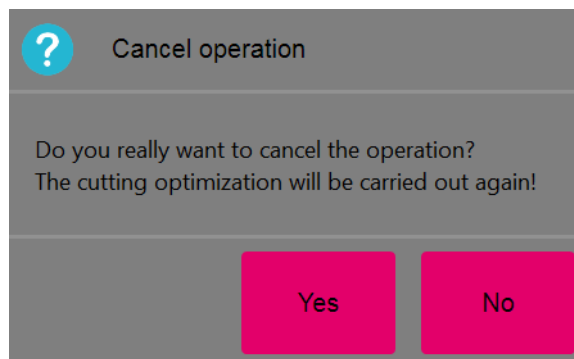 ?
Cancel operation
Do you really want to cancel the operation?
The cutting optimization will be carried out again!
Yes
No